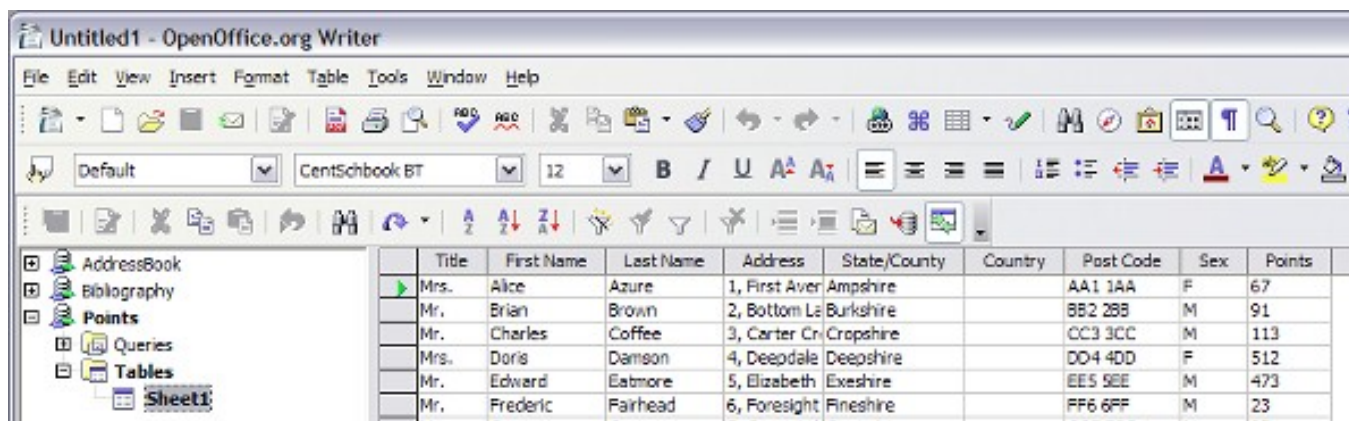 Untitled1 - OpenOffice.org Writer
File Edit View Insert Format Table Tools Window Help
Default CentSchbook BT 12 B I U
AddressBook
Bibliography
Points
Queries
Tables
Sheet1
Title First Name Last Name Address State/County Country Post Code Sex Points
Mrs. Alice Azure 1, First Aver Ampshire AA1 1AA F 67
Mr. Brian Brown 2, Bottom La Burkshire BB2 2BB M 91
Mr. Charles Coffee 3, Carter Cr Cropshire CC3 3CC M 113
Mrs. Doris Damson 4, Deepdale Deepshire DD4 4DD F 512
Mr. Edward Eatmore 5, Elizabeth Exeshire EE5 5EE M 473
Mr. Frederic Fairhead 6, Foresight Fineshire FF6 6FF M 23